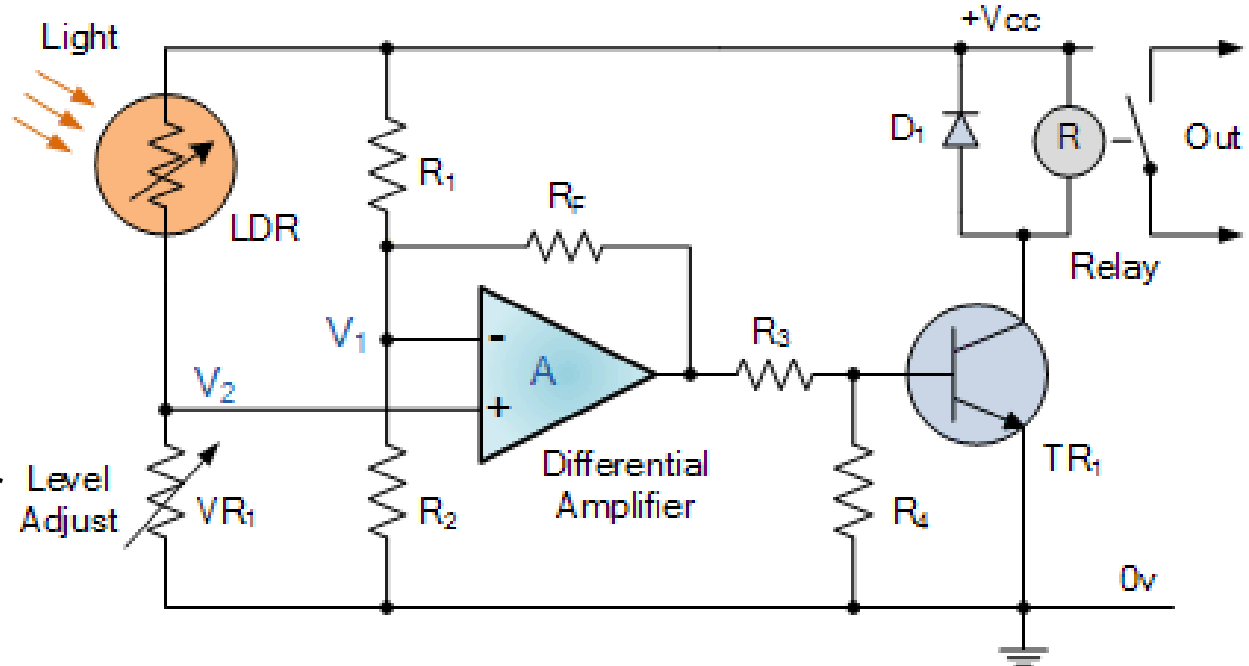 Light
+Vcc
D₁
R
Out
R₁
R_F
LDR
Relay
V₁
-
A
R₃
V₂
+
Differential
Amplifier
TR₁
Level
Adjust
VR₁
R₂
R₄
0v